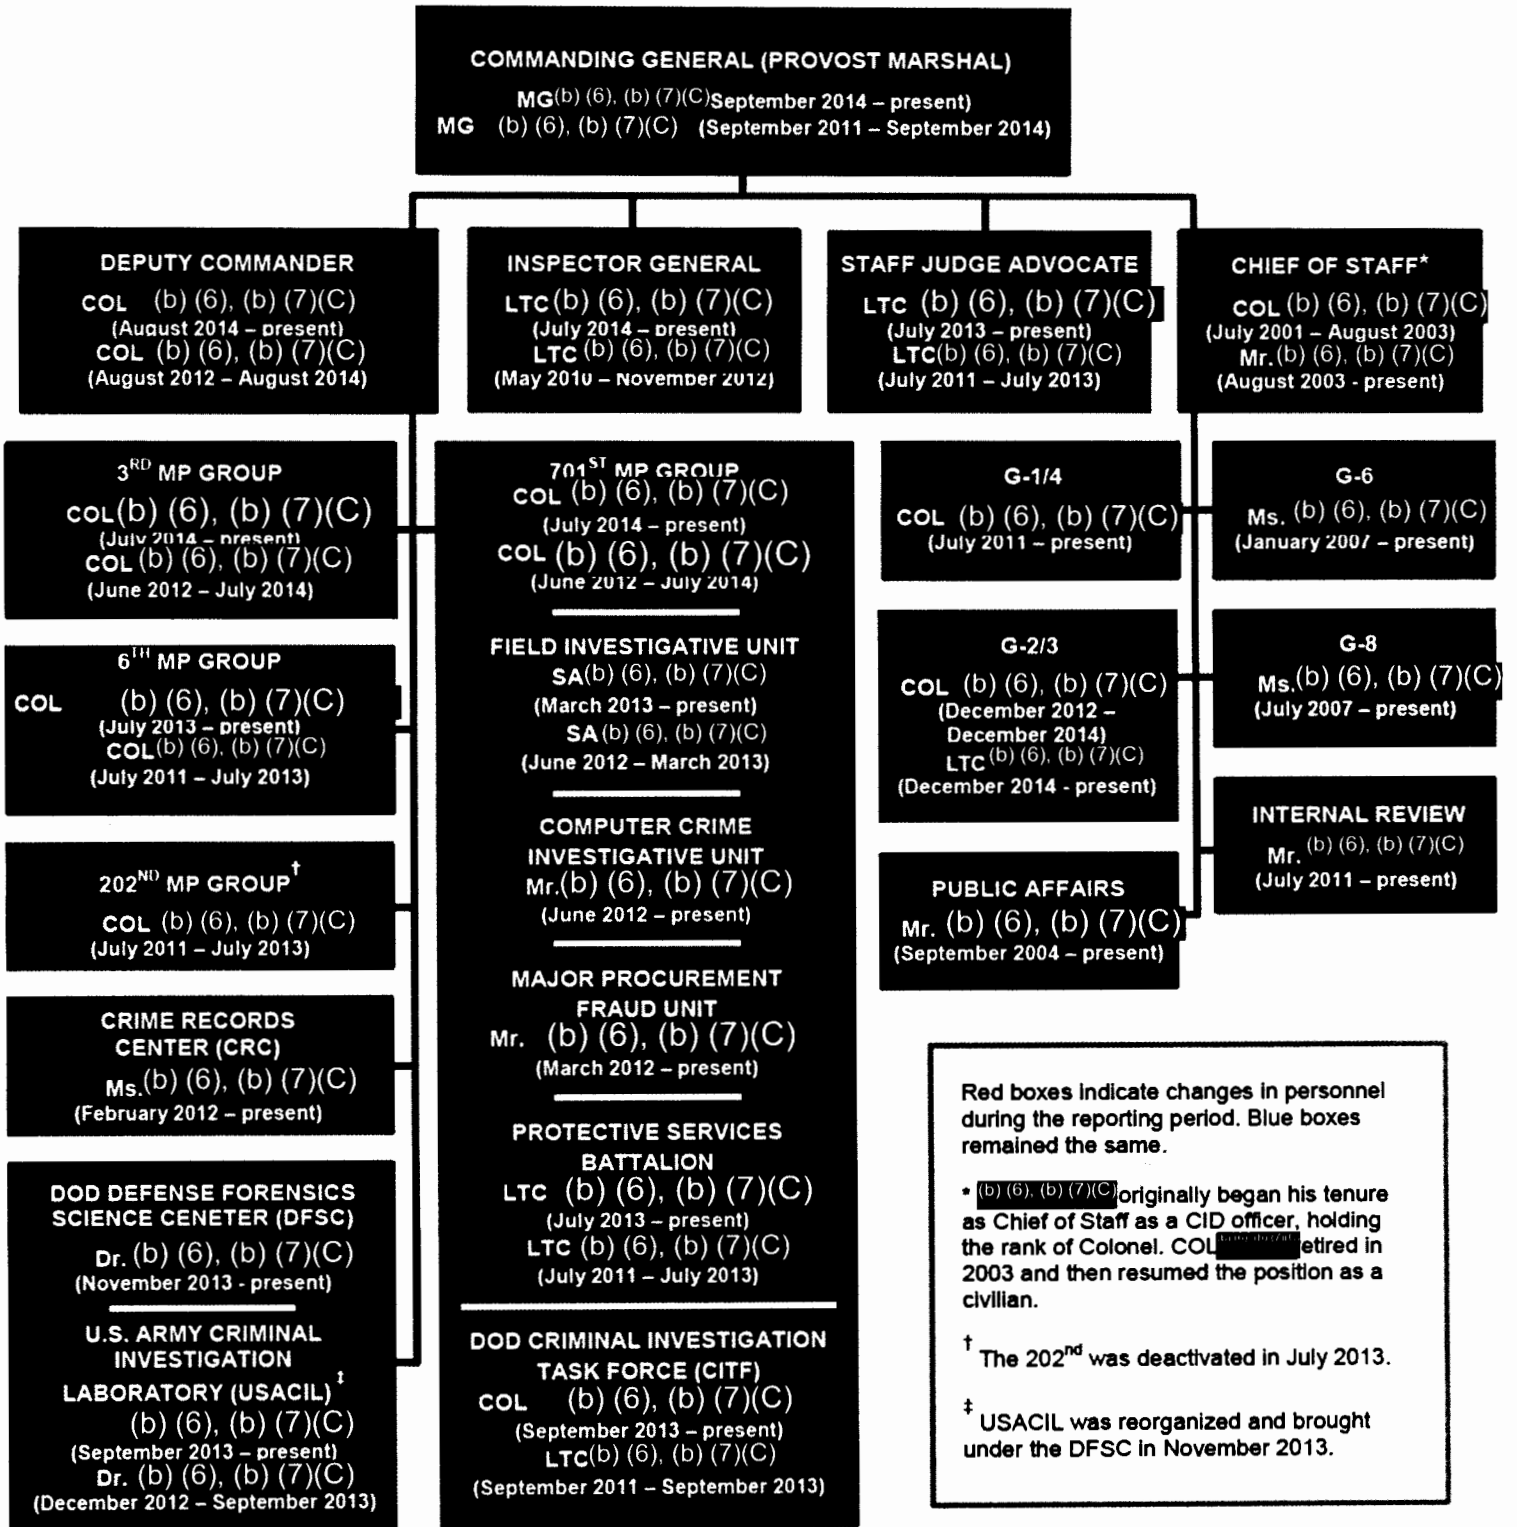 COMMANDING GENERAL (PROVOST MARSHAL)
MG (b) (6), (b) (7)(C) September 2014 – present)
MG (b) (6), (b) (7)(C) (September 2011 – September 2014)
DEPUTY COMMANDER
COL (b) (6), (b) (7)(C)
(August 2014 – present)
COL (b) (6), (b) (7)(C)
(August 2012 – August 2014)
INSPECTOR GENERAL
LTC (b) (6), (b) (7)(C)
(July 2014 – present)
LTC (b) (6), (b) (7)(C)
(May 2010 – November 2012)
STAFF JUDGE ADVOCATE
LTC (b) (6), (b) (7)(C)
(July 2013 – present)
LTC (b) (6), (b) (7)(C)
(July 2011 – July 2013)
CHIEF OF STAFF*
COL (b) (6), (b) (7)(C)
(July 2001 – August 2003)
Mr. (b) (6), (b) (7)(C)
(August 2003 - present)
3RD MP GROUP
COL (b) (6), (b) (7)(C)
(July 2014 – present)
COL (b) (6), (b) (7)(C)
(June 2012 – July 2014)
6TH MP GROUP
COL (b) (6), (b) (7)(C)
(July 2013 – present)
COL (b) (6), (b) (7)(C)
(July 2011 – July 2013)
202ND MP GROUP†
COL (b) (6), (b) (7)(C)
(July 2011 – July 2013)
CRIME RECORDS
CENTER (CRC)
Ms. (b) (6), (b) (7)(C)
(February 2012 – present)
DOD DEFENSE FORENSICS
SCIENCE CENETER (DFSC)
Dr. (b) (6), (b) (7)(C)
(November 2013 - present)
U.S. ARMY CRIMINAL
INVESTIGATION
LABORATORY (USACIL)‡
(b) (6), (b) (7)(C)
(September 2013 – present)
Dr. (b) (6), (b) (7)(C)
(December 2012 – September 2013)
701ST MP GROUP
COL (b) (6), (b) (7)(C)
(July 2014 – present)
COL (b) (6), (b) (7)(C)
(June 2012 – July 2014)
FIELD INVESTIGATIVE UNIT
SA (b) (6), (b) (7)(C)
(March 2013 – present)
SA (b) (6), (b) (7)(C)
(June 2012 – March 2013)
COMPUTER CRIME
INVESTIGATIVE UNIT
Mr. (b) (6), (b) (7)(C)
(June 2012 – present)
MAJOR PROCUREMENT
FRAUD UNIT
Mr. (b) (6), (b) (7)(C)
(March 2012 – present)
PROTECTIVE SERVICES
BATTALION
LTC (b) (6), (b) (7)(C)
(July 2013 – present)
LTC (b) (6), (b) (7)(C)
(July 2011 – July 2013)
DOD CRIMINAL INVESTIGATION
TASK FORCE (CITF)
COL (b) (6), (b) (7)(C)
(September 2013 – present)
LTC (b) (6), (b) (7)(C)
(September 2011 – September 2013)
G-1/4
COL (b) (6), (b) (7)(C)
(July 2011 – present)
G-2/3
COL (b) (6), (b) (7)(C)
(December 2012 –
December 2014)
LTC (b) (6), (b) (7)(C)
(December 2014 - present)
PUBLIC AFFAIRS
Mr. (b) (6), (b) (7)(C)
(September 2004 – present)
G-6
Ms. (b) (6), (b) (7)(C)
(January 2007 – present)
G-8
Ms. (b) (6), (b) (7)(C)
(July 2007 – present)
INTERNAL REVIEW
Mr. (b) (6), (b) (7)(C)
(July 2011 – present)
Red boxes indicate changes in personnel
during the reporting period. Blue boxes
remained the same.
* (b) (6), (b) (7)(C) originally began his tenure
as Chief of Staff as a CID officer, holding
the rank of Colonel. COL etired in
2003 and then resumed the position as a
civilian.
† The 202nd was deactivated in July 2013.
‡ USACIL was reorganized and brought
under the DFSC in November 2013.